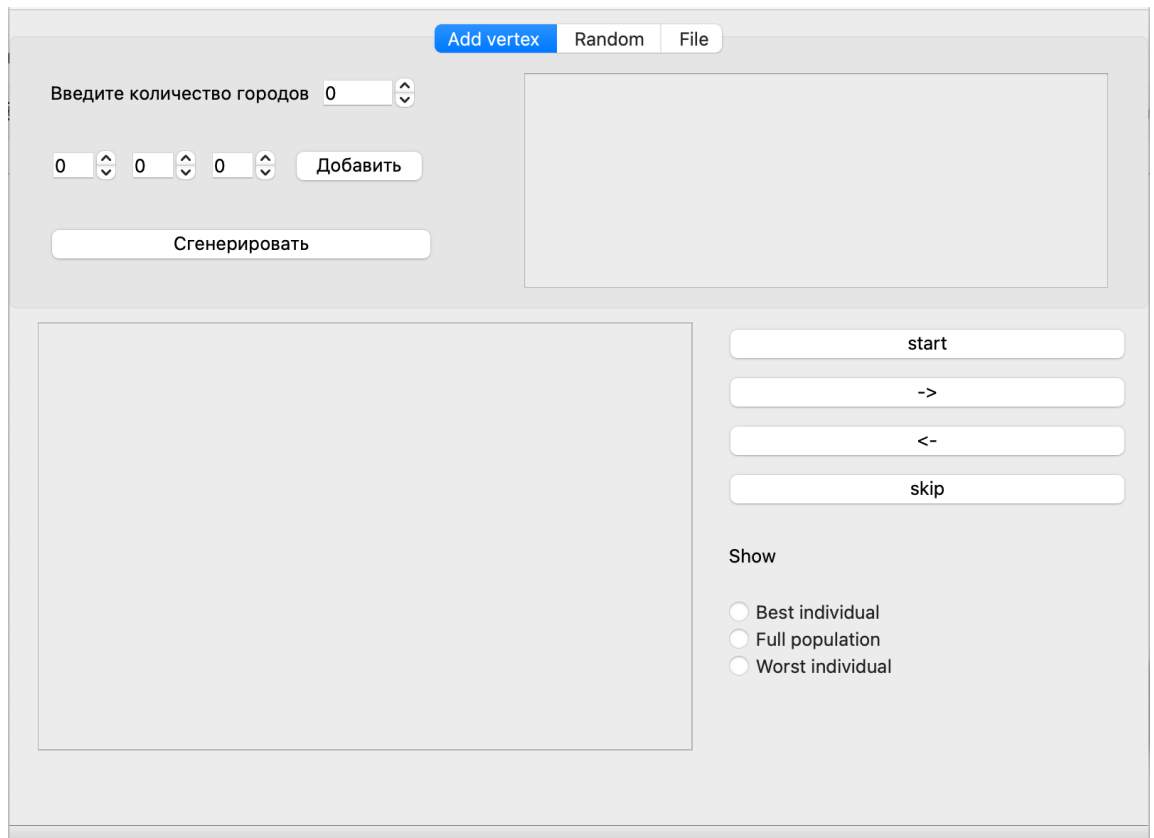 Add vertex Random File
Введите количество городов 0
0 0 0 Добавить
Сгенерировать
start
->
<-
skip
Show
Best individual
Full population
Worst individual